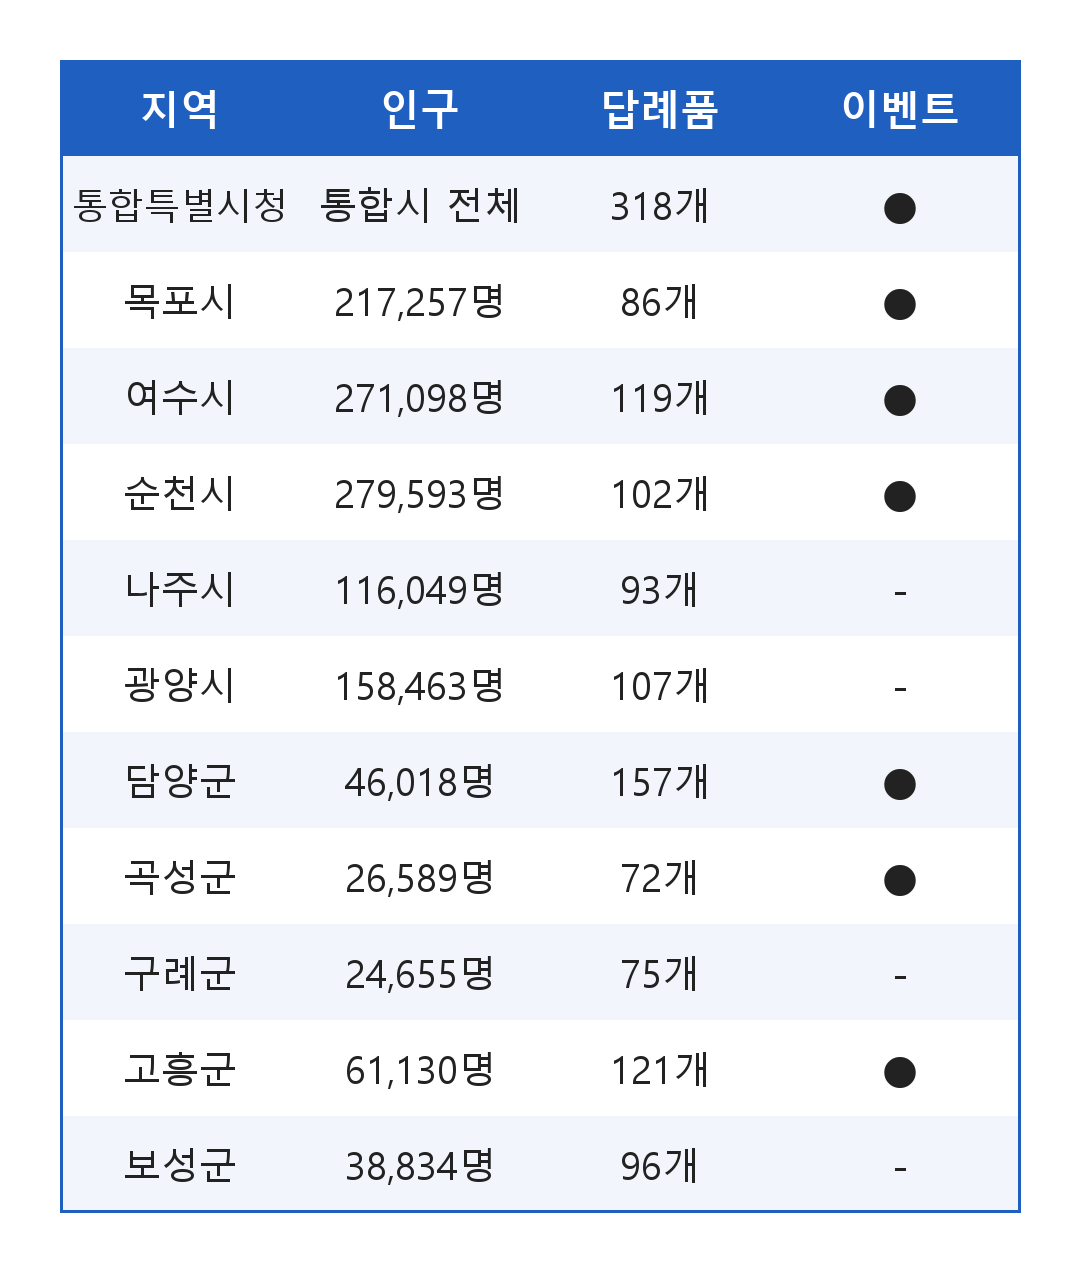 지역 인구 답례품 이벤트
통합특별시청 통합시 전체 318개 ●
목포시 217,257명 86개 ●
여수시 271,098명 119개 ●
순천시 279,593명 102개 ●
나주시 116,049명 93개 -
광양시 158,463명 107개 -
담양군 46,018명 157개 ●
곡성군 26,589명 72개 ●
구례군 24,655명 75개 -
고흥군 61,130명 121개 ●
보성군 38,834명 96개 -